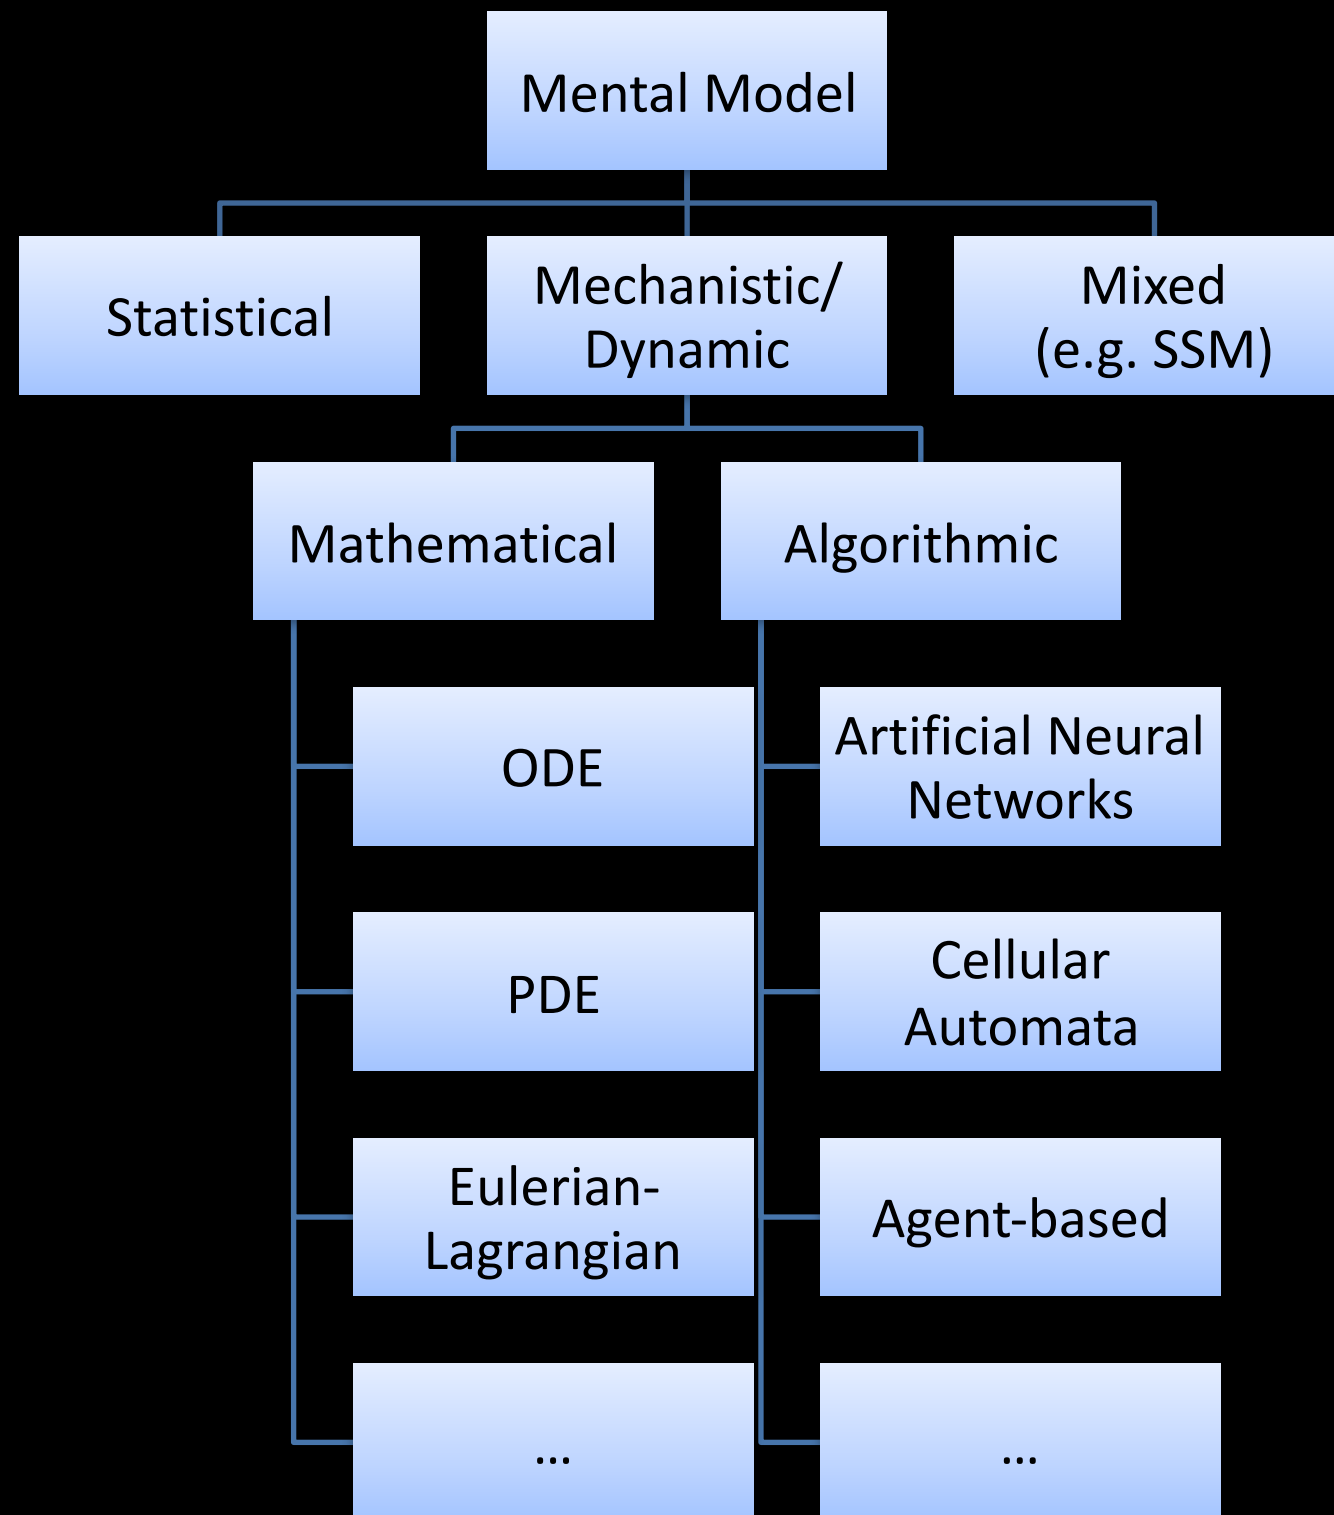 Mental Model
Statistical
Mechanistic/
Dynamic
Mixed
(e.g. SSM)
Mathematical
Algorithmic
ODE
Artificial Neural
Networks
PDE
Cellular
Automata
Eulerian-
Lagrangian
Agent-based
...
...